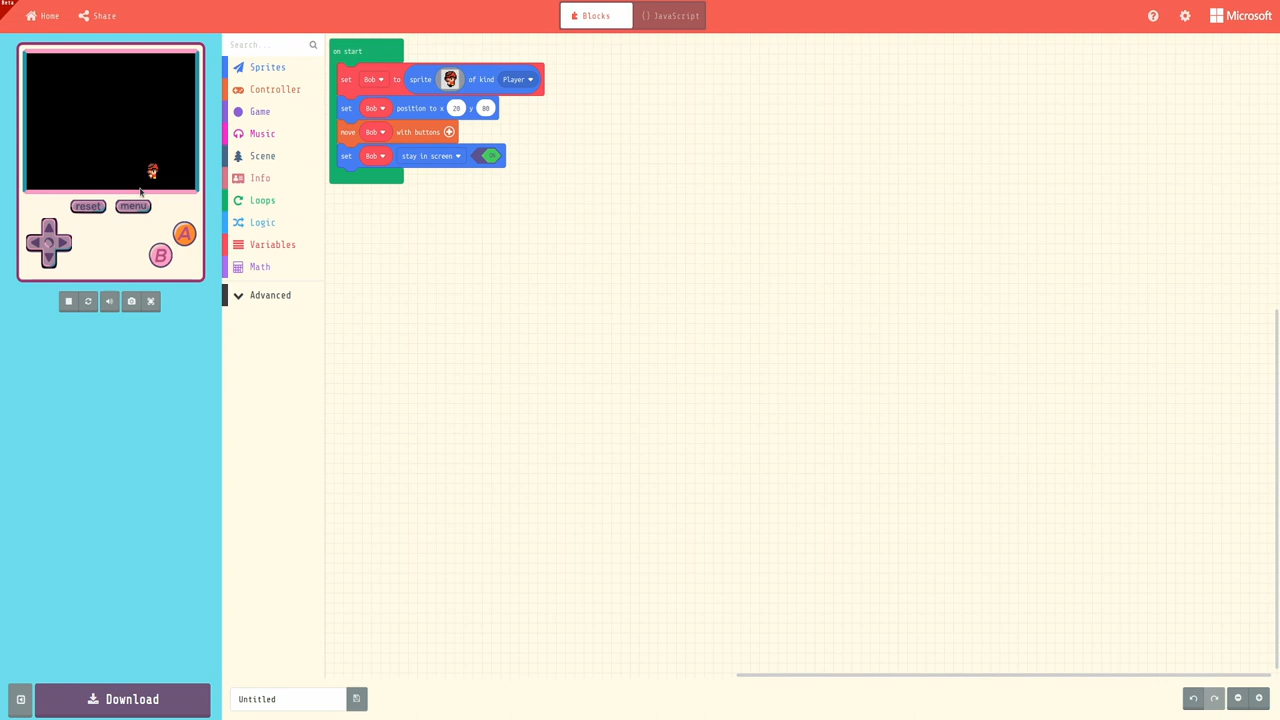 Beta
Home
Share
Blocks
{} JavaScript
Microsoft
Search...
on start
set Bob to sprite of kind Player
set Bob position to x 20 y 80
move Bob with buttons
set Bob stay in screen
Sprites
Controller
Game
Music
Scene
Info
Loops
Logic
Variables
Math
Advanced
reset
menu
A
B
Download
Untitled